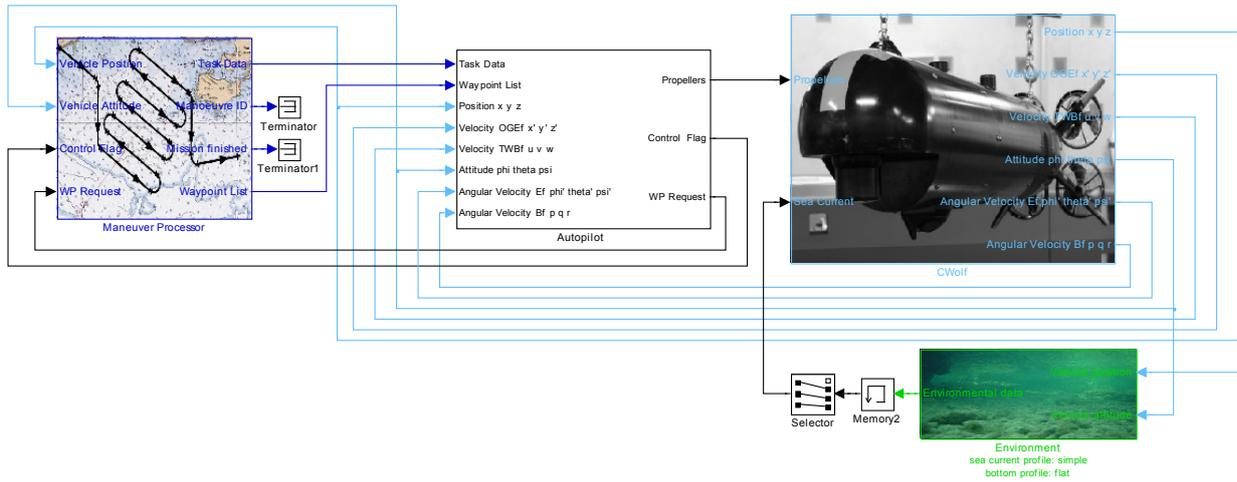 Vehicle Position
Vehicle Attitude
Control Flag
WP Request
Task Data
Manoeuvre ID
Mission finished
Waypoint List
Maneuver Processor
Terminator
Terminator1
Task Data
Waypoint List
Position x y z
Velocity OGEf x' y' z'
Velocity TWBf u v w
Attitude phi theta psi
Angular Velocity Ef phi' theta' psi'
Angular Velocity Bf p q r
Propellers
Control Flag
WP Request
Autopilot
Propellers
Sea Current
Position x y z
Velocity OGEf x' y' z'
Velocity TWBf u v w
Attitude phi theta psi
Angular Velocity Ef phi' theta' psi'
Angular Velocity Bf p q r
CWolf
Selector
Memory2
Environmental data
Vehicle position
Vehicle attitude
Environment
sea current profile: simple
bottom profile: flat